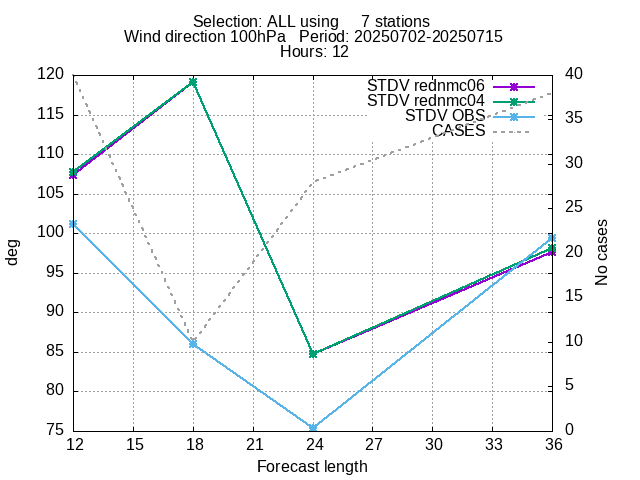 Selection: ALL using 7 stations
Wind direction 100hPa Period: 20250702-20250715
Hours: 12
STDV rednmc06
STDV rednmc04
STDV OBS
CASES
deg
120
115
110
105
100
95
90
85
80
75
40
35
30
25
20
15
10
5
0
No cases
12 15 18 21 24 27 30 33 36
Forecast length